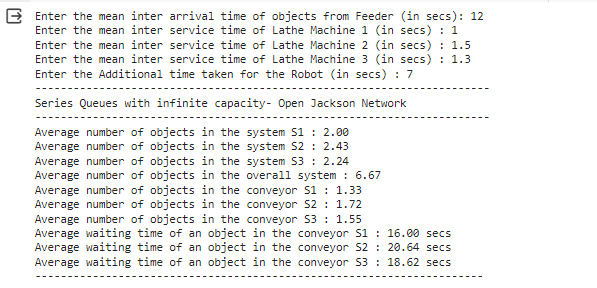 Enter the mean inter arrival time of objects from Feeder (in secs): 12
Enter the mean inter service time of Lathe Machine 1 (in secs) : 1
Enter the mean inter service time of Lathe Machine 2 (in secs) : 1.5
Enter the mean inter service time of Lathe Machine 3 (in secs) : 1.3
Enter the Additional time taken for the Robot (in secs) : 7
----------------------------------------------------------------
Series Queues with infinite capacity- Open Jackson Network
----------------------------------------------------------------
Average number of objects in the system S1 : 2.00
Average number of objects in the system S2 : 2.43
Average number of objects in the system S3 : 2.24
Average number of objects in the overall system : 6.67
Average number of objects in the conveyor S1 : 1.33
Average number of objects in the conveyor S2 : 1.72
Average number of objects in the conveyor S3 : 1.55
Average waiting time of an object in the conveyor S1 : 16.00 secs
Average waiting time of an object in the conveyor S2 : 20.64 secs
Average waiting time of an object in the conveyor S3 : 18.62 secs
---------------------------------------------------------------